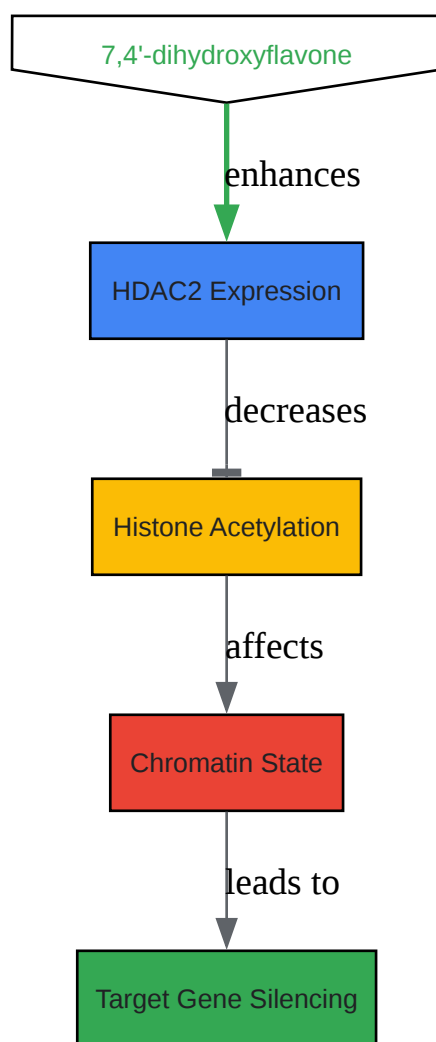 7,4'-dihydroxyflavone
enhances
HDAC2 Expression
decreases
Histone Acetylation
affects
Chromatin State
leads to
Target Gene Silencing